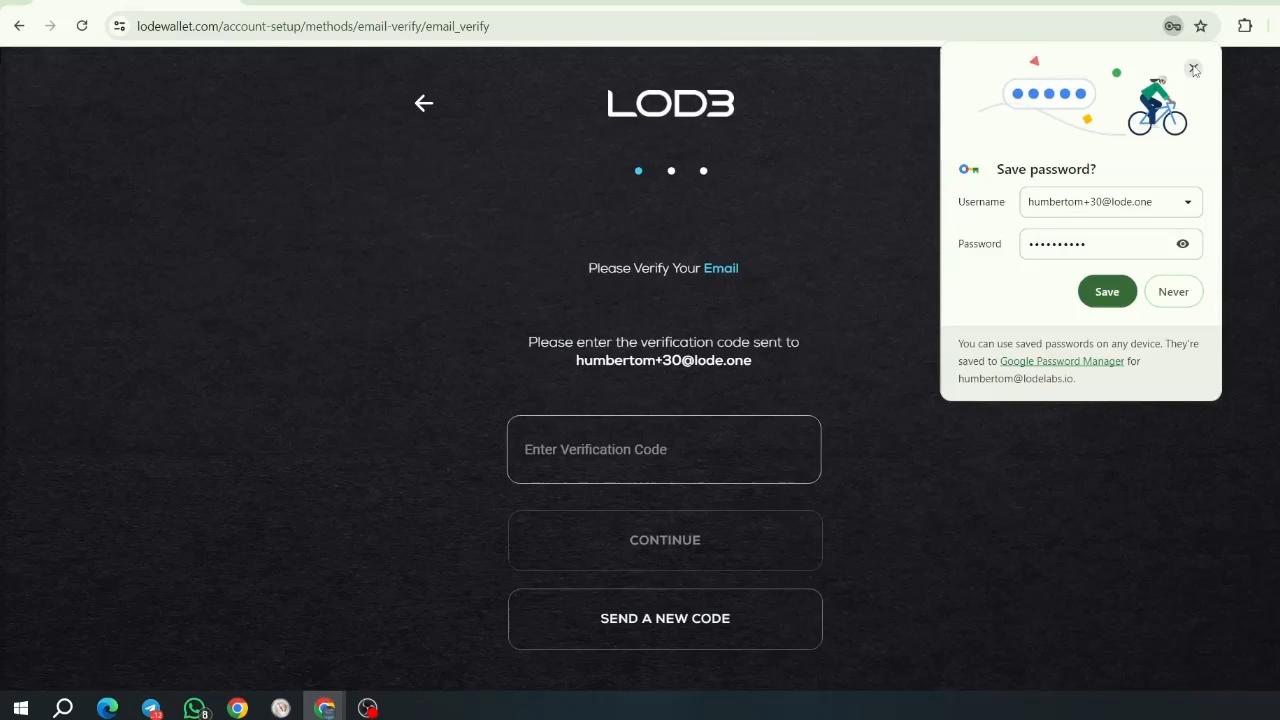 lodewallet.com/account-setup/methods/email-verify/email_verify
LOD3
Please Verify Your Email
Please enter the verification code sent to
humbertom+30@lode.one
Enter Verification Code
CONTINUE
SEND A NEW CODE
Save password?
Username humbertom+30@lode.one
Password ••••••••••
Save Never
You can use saved passwords on any device. They're
saved to Google Password Manager for
humbertom@lodelabs.io.
12
8